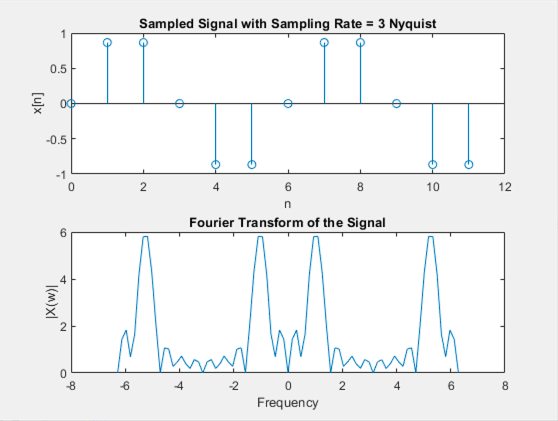 Sampled Signal with Sampling Rate = 3 Nyquist
1
0.5
0
-0.5
-1
x[n]
0 2 4 6 8 10 12
n
Fourier Transform of the Signal
6
4
2
0
|X(w)|
-8 -6 -4 -2 0 2 4 6 8
Frequency